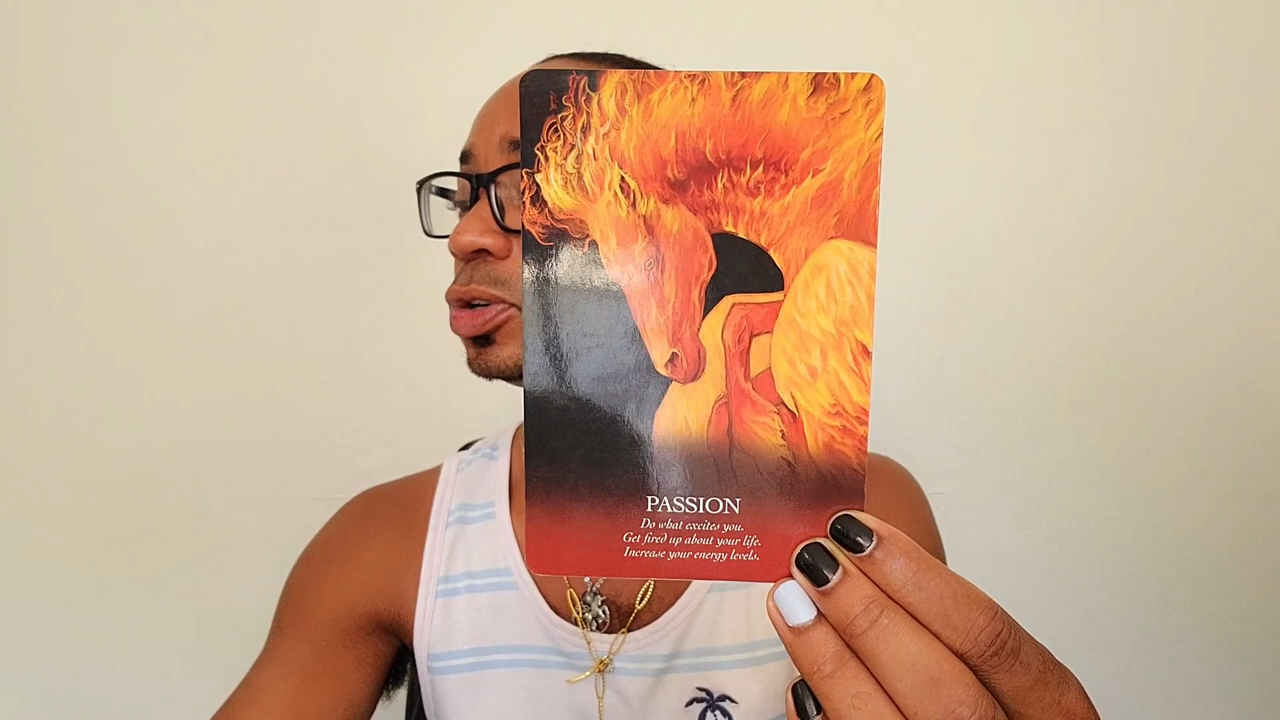 PASSION
Do what excites you.
Get fired up about your life.
Increase your energy levels.